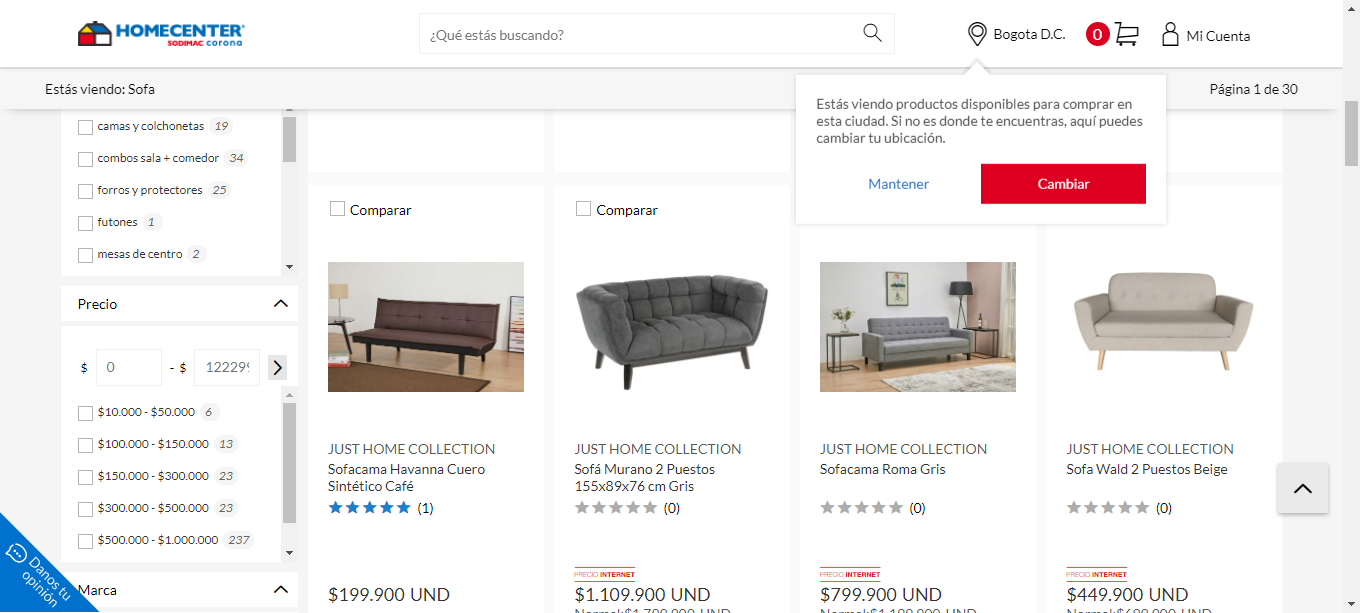 HOMECENTER
SODIMAC corona
¿Qué estás buscando?
Bogota D.C.
0
Mi Cuenta
Estás viendo: Sofa
Página 1 de 30
Estás viendo productos disponibles para comprar en
esta ciudad. Si no es donde te encuentras, aquí puedes
cambiar tu ubicación.
Mantener
Cambiar
camas y colchonetas 19
combos sala + comedor 34
forros y protectores 25
futones 1
mesas de centro 2
Precio
$ 0 - $ 12229
$10.000 - $50.000 6
$100.000 - $150.000 13
$150.000 - $300.000 23
$300.000 - $500.000 23
$500.000 - $1.000.000 237
Marca
Danos tu
opinión
Comparar
JUST HOME COLLECTION
Sofacama Havanna Cuero
Sintético Café
(1)
$199.900 UND
Comparar
JUST HOME COLLECTION
Sofá Murano 2 Puestos
155x89x76 cm Gris
(0)
PRECIO INTERNET
$1.109.900 UND
Normal:$1.799.900 UND
JUST HOME COLLECTION
Sofacama Roma Gris
(0)
PRECIO INTERNET
$799.900 UND
Normal:$1.199.900 UND
JUST HOME COLLECTION
Sofa Wald 2 Puestos Beige
(0)
PRECIO INTERNET
$449.900 UND
Normal:$699.900 UND